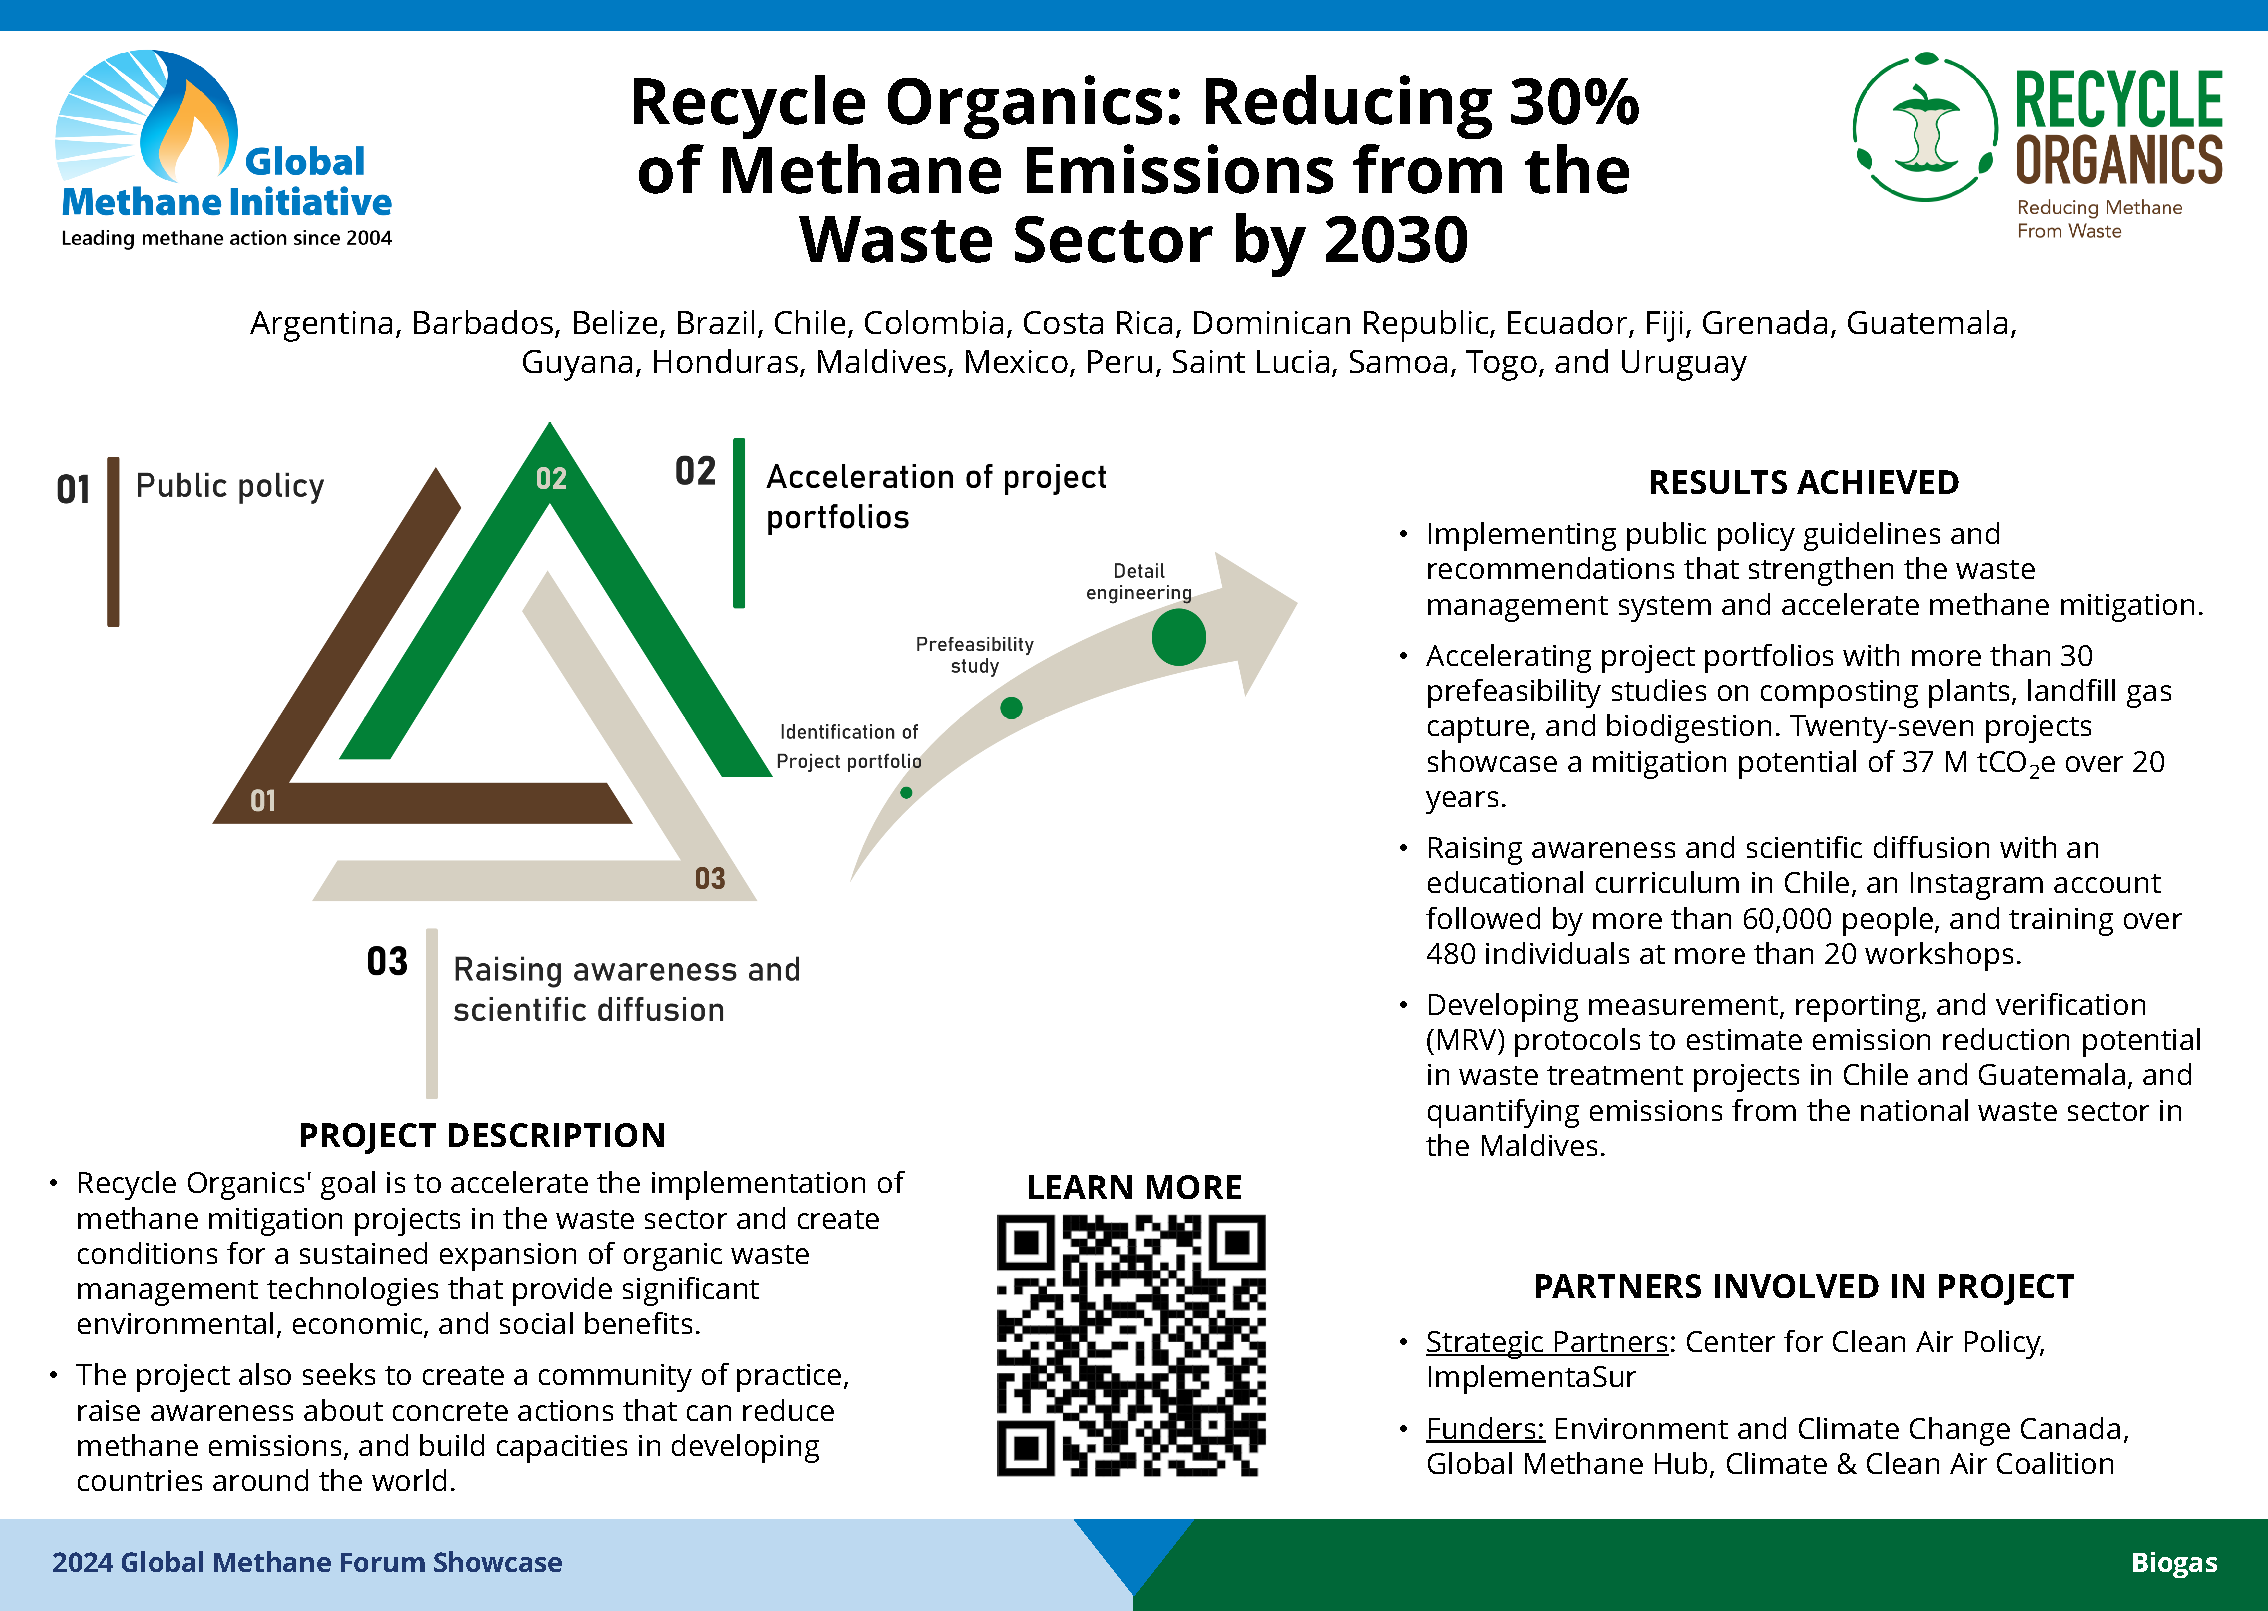 Global
Methane Initiative
Leading methane action since 2004
Recycle Organics: Reducing 30%
of Methane Emissions from the
Waste Sector by 2030
RECYCLE
ORGANICS
Reducing Methane
From Waste
Argentina, Barbados, Belize, Brazil, Chile, Colombia, Costa Rica, Dominican Republic, Ecuador, Fiji, Grenada, Guatemala,
Guyana, Honduras, Maldives, Mexico, Peru, Saint Lucia, Samoa, Togo, and Uruguay
01
Public policy
02
02
Acceleration of project
portfolios
Detail
engineering
Prefeasibility
study
Identification of
Project portfolio
01
03
03
Raising awareness and
scientific diffusion
PROJECT DESCRIPTION
• Recycle Organics' goal is to accelerate the implementation of
methane mitigation projects in the waste sector and create
conditions for a sustained expansion of organic waste
management technologies that provide significant
environmental, economic, and social benefits.
• The project also seeks to create a community of practice,
raise awareness about concrete actions that can reduce
methane emissions, and build capacities in developing
countries around the world.
LEARN MORE
RESULTS ACHIEVED
• Implementing public policy guidelines and
recommendations that strengthen the waste
management system and accelerate methane mitigation.
• Accelerating project portfolios with more than 30
prefeasibility studies on composting plants, landfill gas
capture, and biodigestion. Twenty-seven projects
showcase a mitigation potential of 37 M tCO₂e over 20
years.
• Raising awareness and scientific diffusion with an
educational curriculum in Chile, an Instagram account
followed by more than 60,000 people, and training over
480 individuals at more than 20 workshops.
• Developing measurement, reporting, and verification
(MRV) protocols to estimate emission reduction potential
in waste treatment projects in Chile and Guatemala, and
quantifying emissions from the national waste sector in
the Maldives.
PARTNERS INVOLVED IN PROJECT
• Strategic Partners: Center for Clean Air Policy,
ImplementaSur
• Funders: Environment and Climate Change Canada,
Global Methane Hub, Climate & Clean Air Coalition
2024 Global Methane Forum Showcase
Biogas